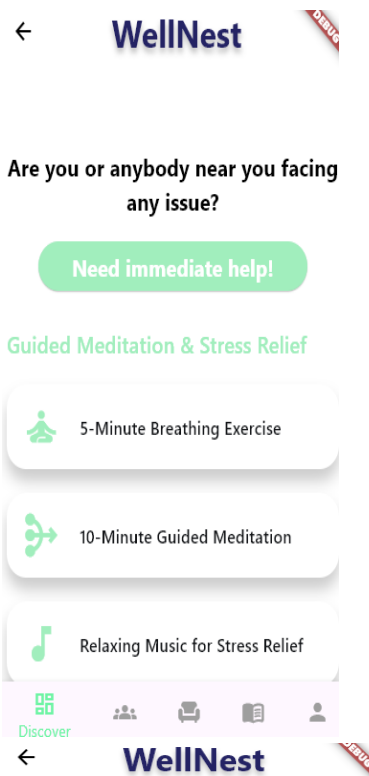 WellNest
DEBUG
Are you or anybody near you facing
any issue?
Need immediate help!
Guided Meditation & Stress Relief
5-Minute Breathing Exercise
10-Minute Guided Meditation
Relaxing Music for Stress Relief
Discover
WellNest